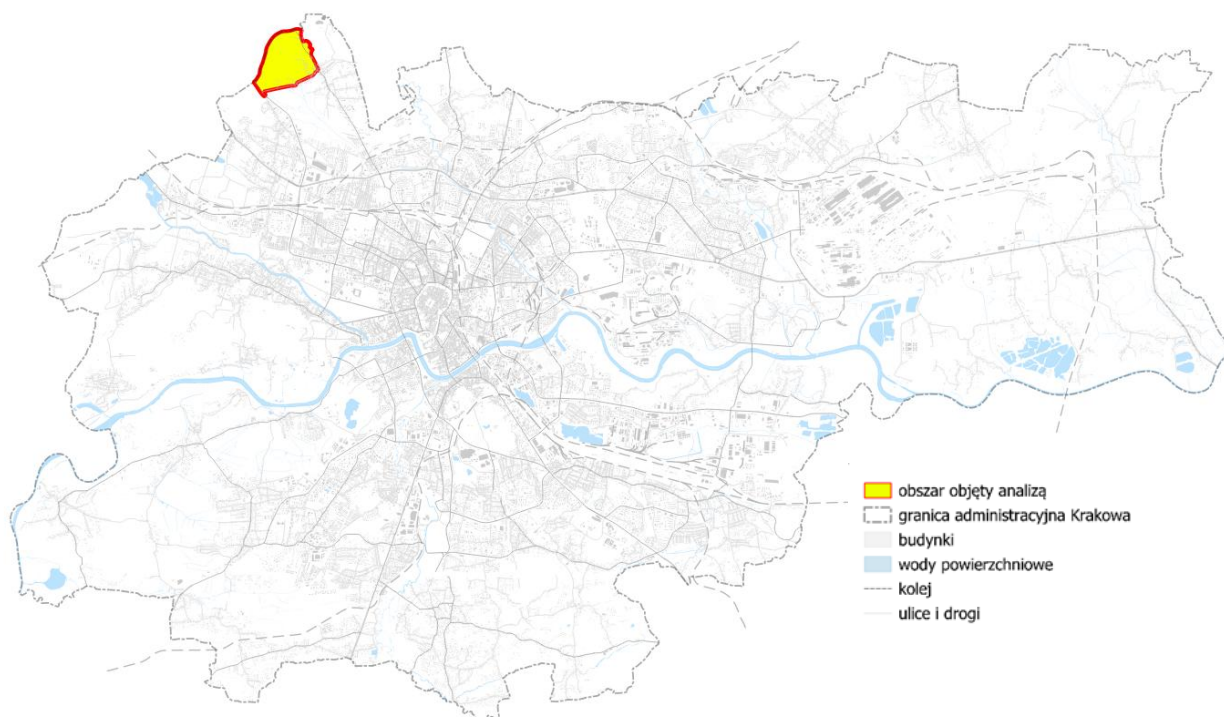 obszar objęty analizą
granica administracyjna Krakowa
budynki
wody powierzchniowe
kolej
ulice i drogi